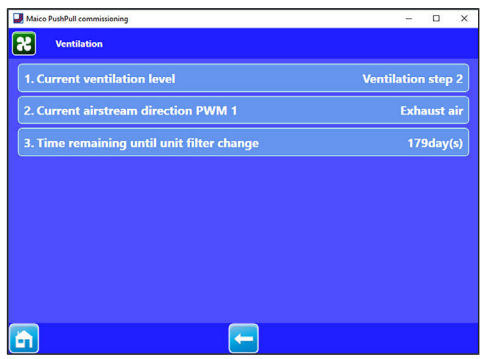 Maico PushPull commissioning
Ventilation
1. Current ventilation level Ventilation step 2
2. Current airstream direction PWM 1 Exhaust air
3. Time remaining until unit filter change 179day(s)